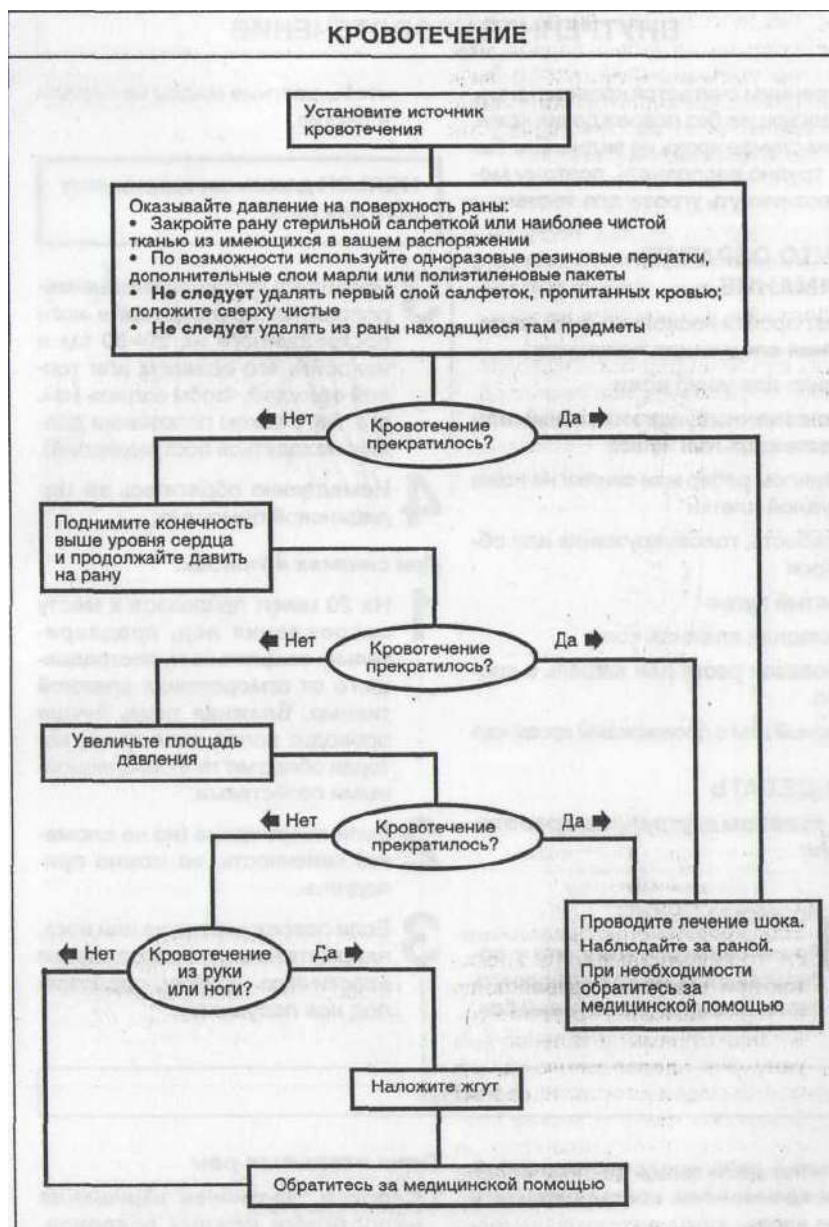 КРОВОТЕЧЕНИЕ
Установите источник
кровотечения
Оказывайте давление на поверхность раны:
• Закройте рану стерильной салфеткой или наиболее чистой
тканью из имеющихся в вашем распоряжении
• По возможности используйте одноразовые резиновые перчатки,
дополнительные слои марли или полиэтиленовые пакеты
• Не следует удалять первый слой салфеток, пропитанных кровью;
положите сверху чистые
• Не следует удалять из раны находящиеся там предметы
Нет
Да
Кровотечение
прекратилось?
Поднимите конечность
выше уровня сердца
и продолжайте давить
на рану
Нет
Да
Кровотечение
прекратилось?
Увеличьте площадь
давления
Нет
Да
Кровотечение
прекратилось?
Проводите лечение шока.
Наблюдайте за раной.
При необходимости
обратитесь за
медицинской помощью
Нет
Да
Кровотечение
из руки
или ноги?
Наложите жгут
Обратитесь за медицинской помощью